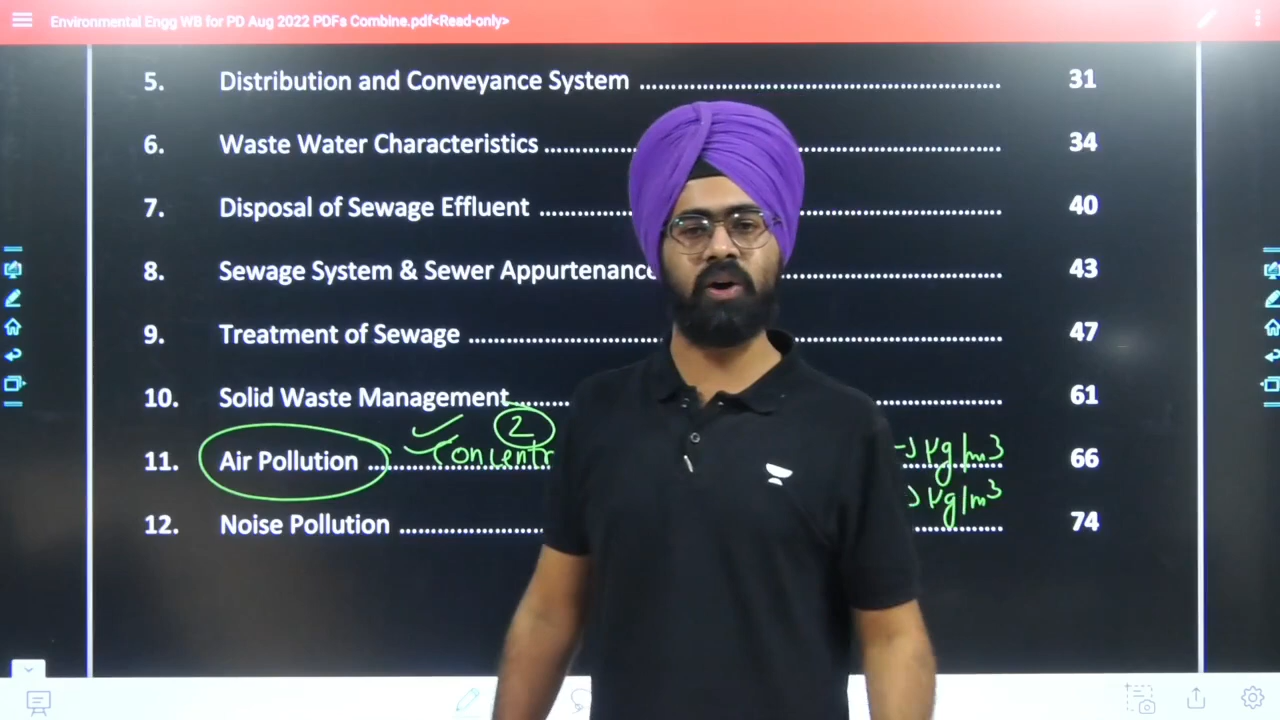 Environmental Engg WB for PD Aug 2022 PDFs Combine.pdf<Read-only>
5. Distribution and Conveyance System ........................................................ 31
6. Waste Water Characteristics ........................................................ 34
7. Disposal of Sewage Effluent ........................................................ 40
8. Sewage System & Sewer Appurtenance ........................................................ 43
9. Treatment of Sewage ........................................................ 47
10. Solid Waste Management ........................................................ 61
2
11. Air Pollution ........ Concentr → μg/m3 66
→ μg/m3
12. Noise Pollution ........................................................ 74